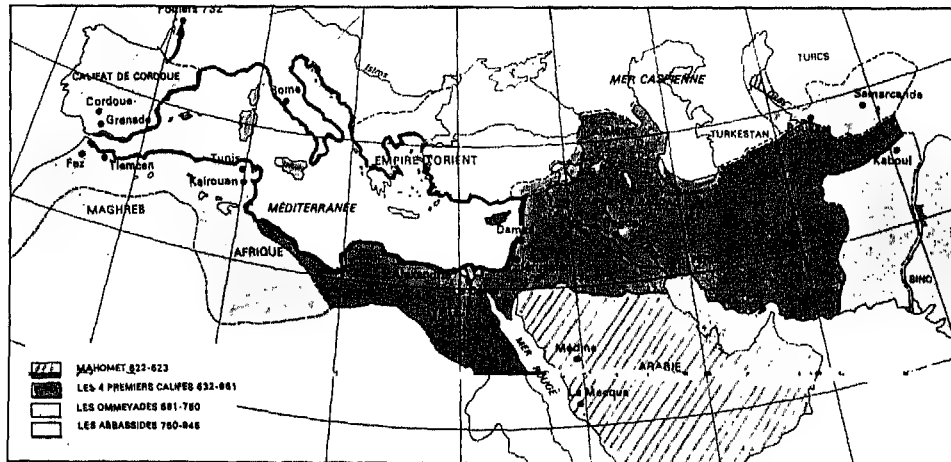 Poitiers 732
CALIFAT DE CORDOUE
Cordoue
Grenade
Fez
Tlemcen
Tunis
Kairouan
MAGHREB
Rome
Istros
MÉDITERRANÉE
AFRIQUE
EMPIRE D'ORIENT
MER CASPIENNE
TURKESTAN
TURCS
Samarcande
Kaboul
MER ROUGE
Médine
ARABIE
La Mecque
MAHOMET 622-623
LES 4 PREMIERS CALIFES 632-661
LES OMMEYADES 661-750
LES ABBASSIDES 750-945